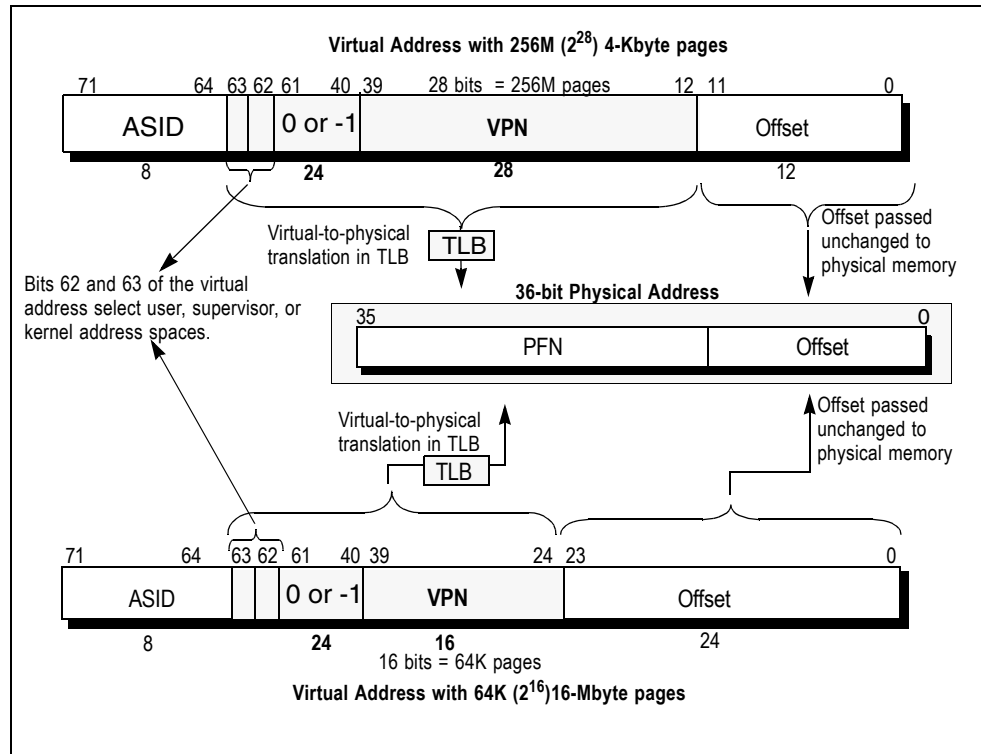 Virtual Address with 256M (2^28) 4-Kbyte pages
71 64 63 62 61 40 39 28 bits = 256M pages 12 11 0
ASID 0 or -1 VPN Offset
8 24 28 12
Virtual-to-physical
translation in TLB
TLB
Offset passed
unchanged to
physical memory
Bits 62 and 63 of the virtual
address select user, supervisor, or
kernel address spaces.
36-bit Physical Address
35 0
PFN Offset
Virtual-to-physical
translation in TLB
TLB
Offset passed
unchanged to
physical memory
71 64 63 62 61 40 39 24 23 0
ASID 0 or -1 VPN Offset
8 24 16 24
16 bits = 64K pages
Virtual Address with 64K (2^16)16-Mbyte pages